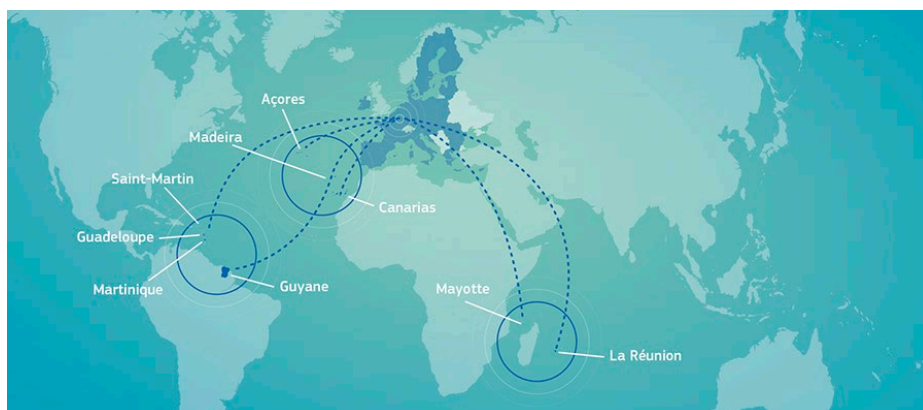 Açores
Madeira
Saint-Martin
Canarias
Guadeloupe
Martinique
Guyane
Mayotte
La Réunion